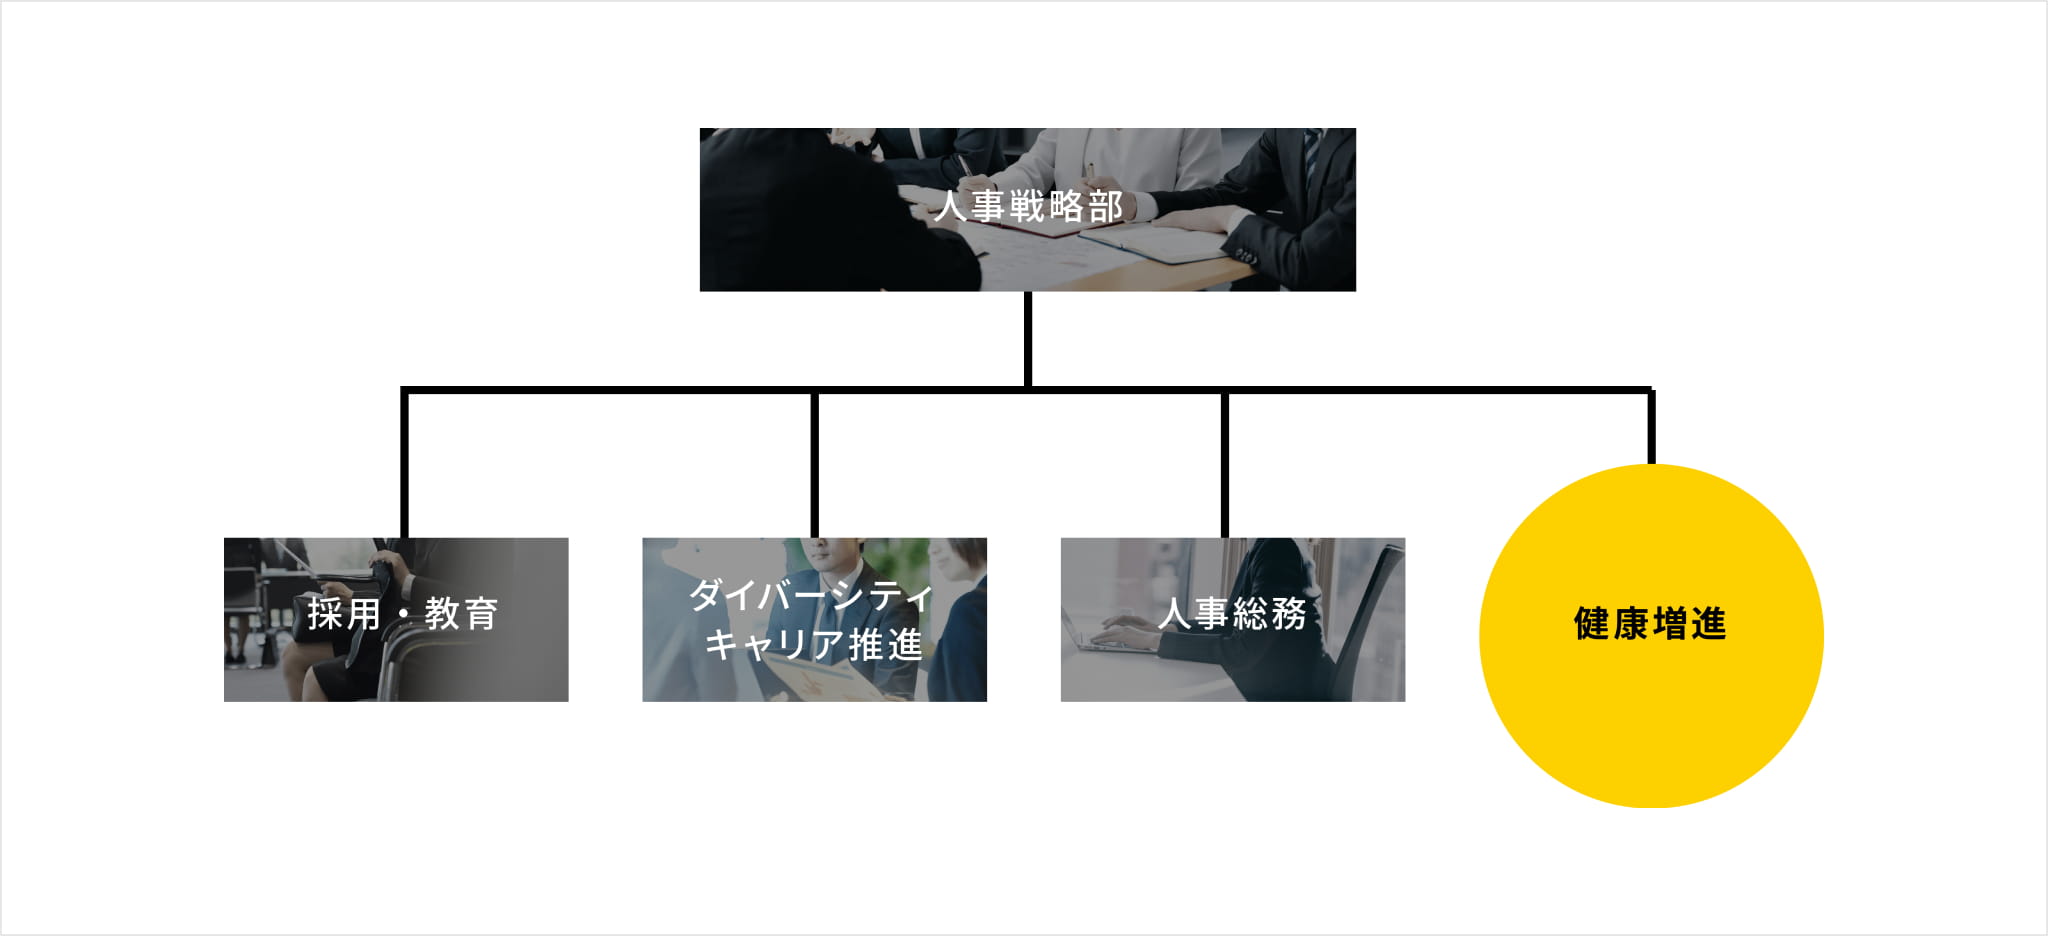 人事戦略部
採用・教育
ダイバーシティ
キャリア推進
人事総務
健康増進